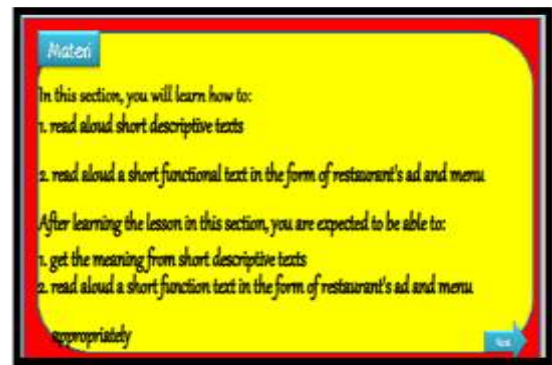 Materi
In this section, you will learn how to:
1. read aloud short descriptive texts
2. read aloud a short functional text in the form of restaurant's ad and menu
After learning the lesson in this section, you are expected to be able to:
1. get the meaning from short descriptive texts
2. read aloud a short function text in the form of restaurant's ad and menu
appropriately
Next